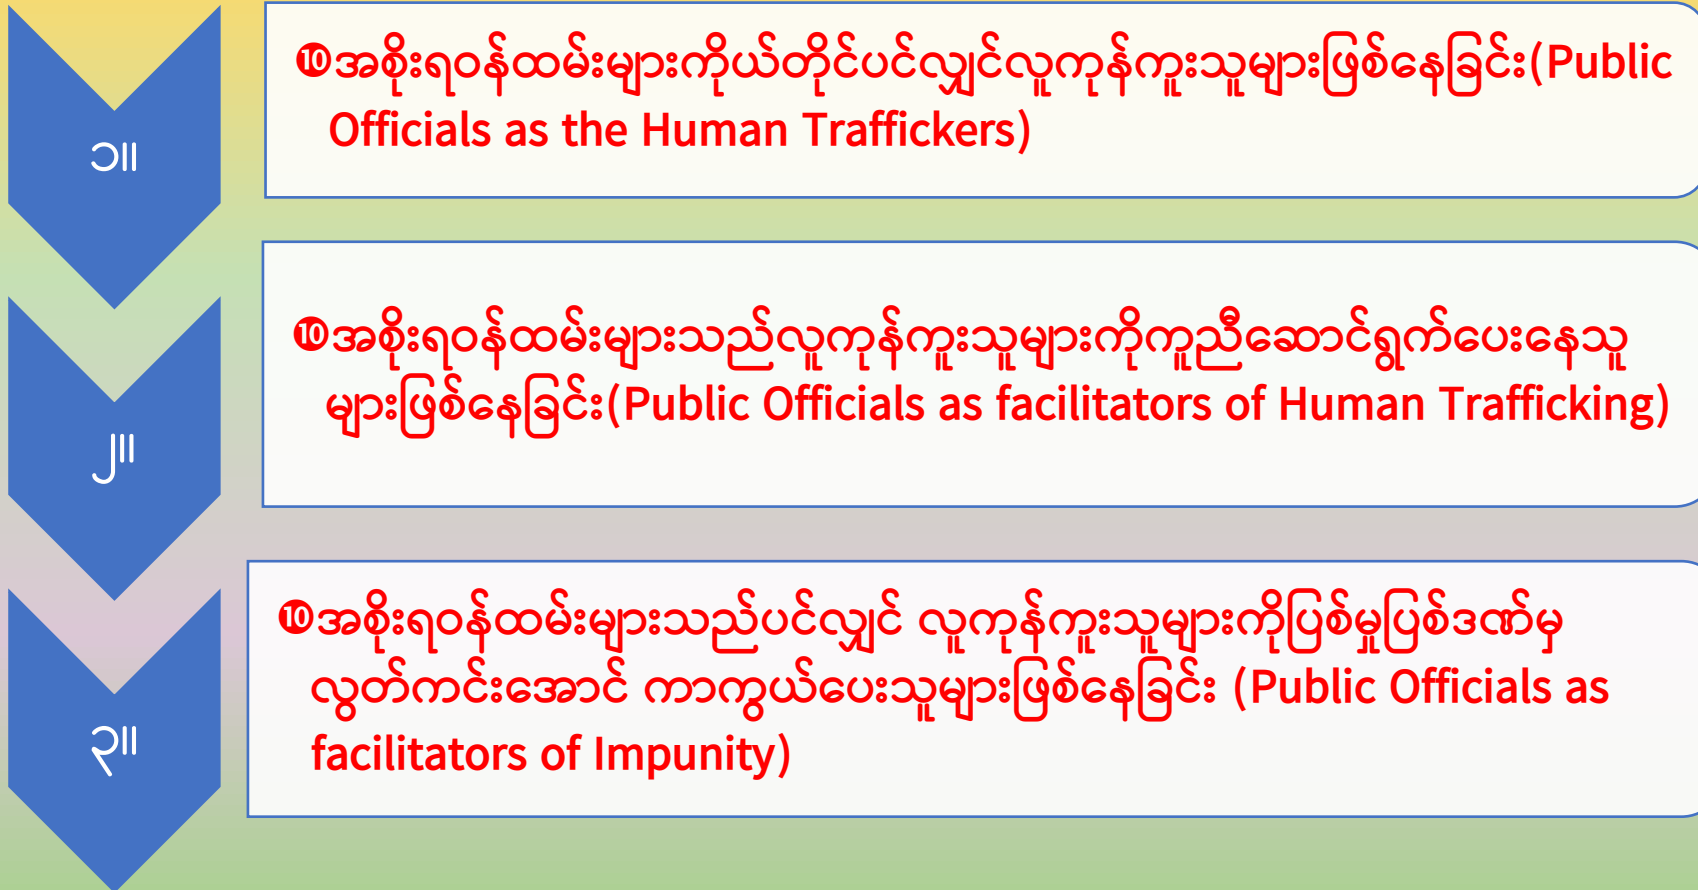 ၁။
❿အစိုးရဝန်ထမ်းများကိုယ်တိုင်ပင်လျှင်လူကုန်ကူးသူများဖြစ်နေခြင်း(Public
Officials as the Human Traffickers)
၂။
❿အစိုးရဝန်ထမ်းများသည်လူကုန်ကူးသူများကိုကူညီဆောင်ရွက်ပေးနေသူ
များဖြစ်နေခြင်း(Public Officials as facilitators of Human Trafficking)
၃။
❿အစိုးရဝန်ထမ်းများသည်ပင်လျှင် လူကုန်ကူးသူများကိုပြစ်မှုပြစ်ဒဏ်မှ
လွတ်ကင်းအောင် ကာကွယ်ပေးသူများဖြစ်နေခြင်း (Public Officials as
facilitators of Impunity)